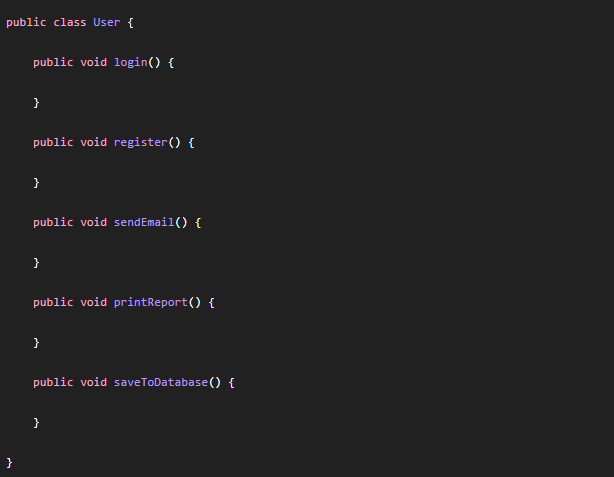 public class User {
    public void login() {
    }
    public void register() {
    }
    public void sendEmail() {
    }
    public void printReport() {
    }
    public void saveToDatabase() {
    }
}